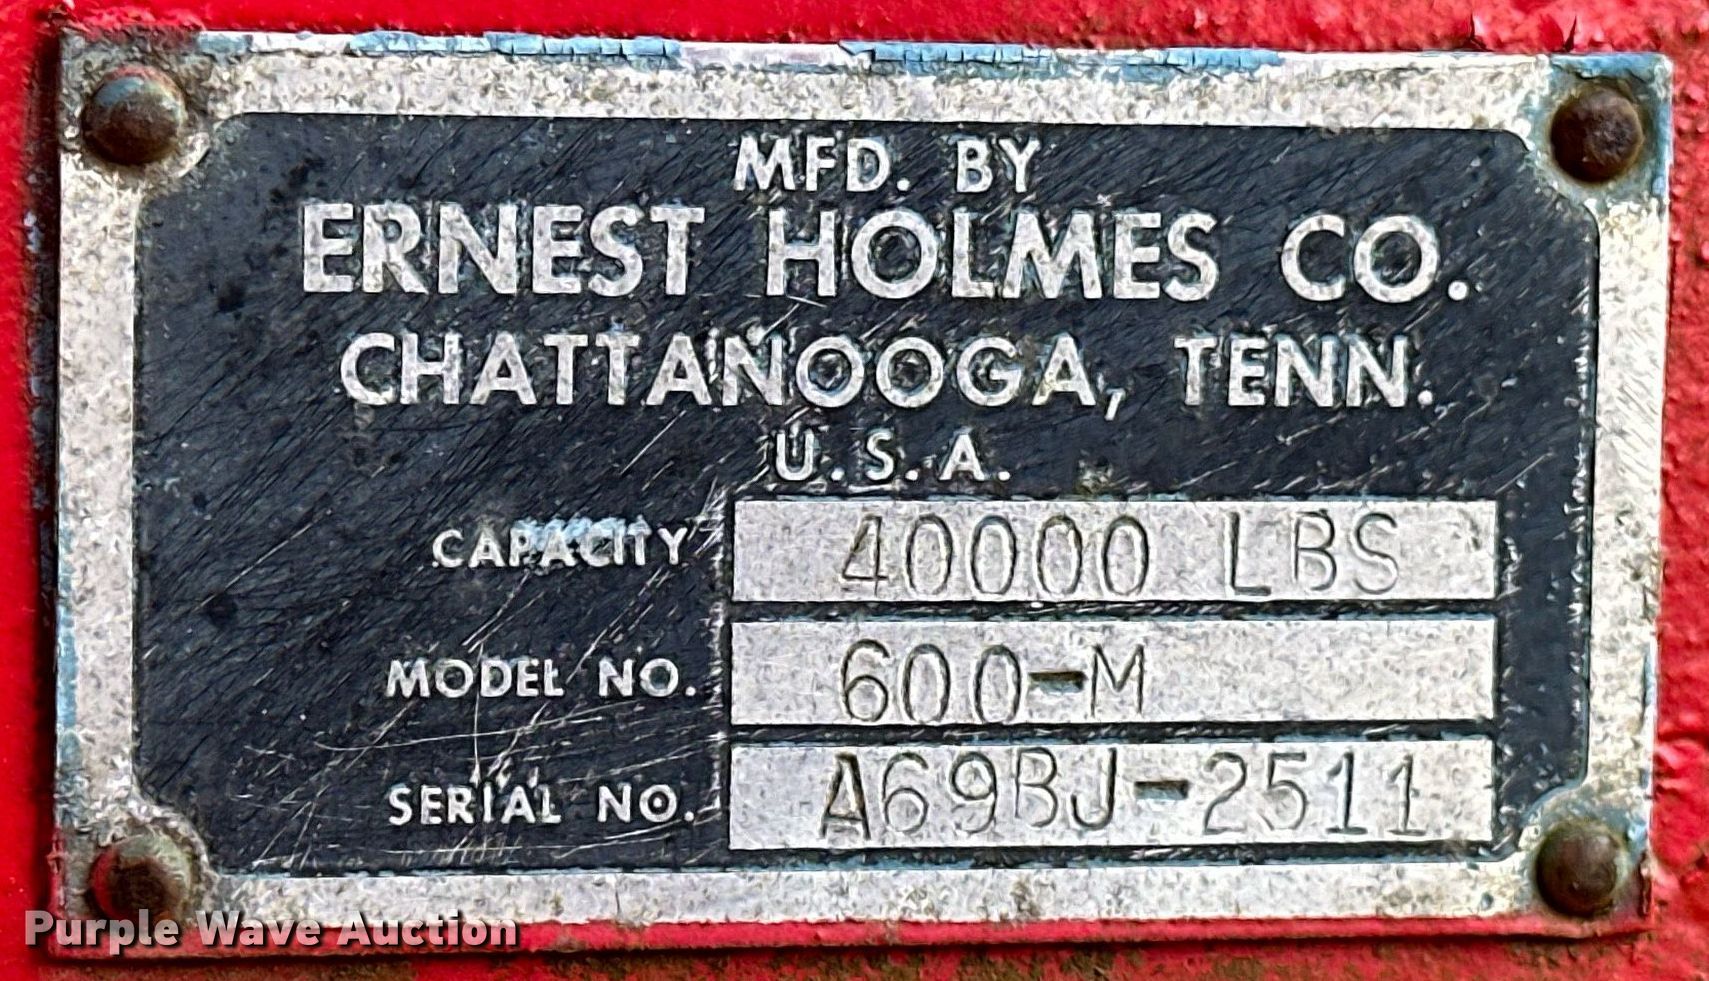 MFD. BY
ERNEST HOLMES CO.
CHATTANOOGA, TENN.
U.S.A.
CAPACITY 40000 LBS
MODEL NO. 600-M
SERIAL NO. A69BJ-2511
Purple Wave Auction